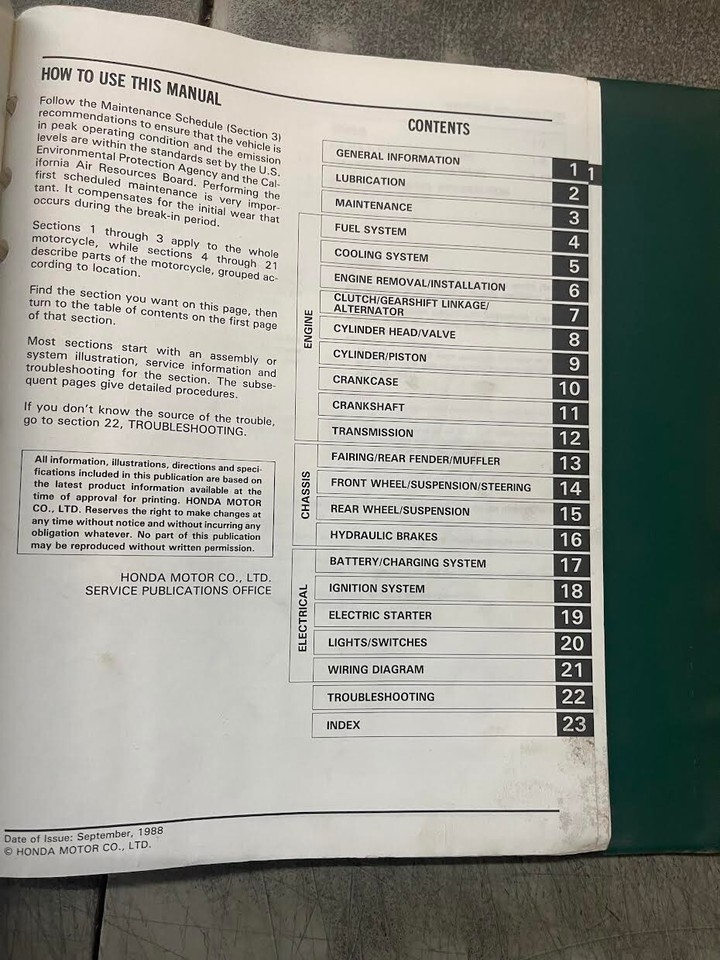 HOW TO USE THIS MANUAL
Follow the Maintenance Schedule (Section 3)
recommendations to ensure that the vehicle is
in peak operating condition and the emission
levels are within the standards set by the U.S.
Environmental Protection Agency and the Cal-
ifornia Air Resources Board. Performing the
first scheduled maintenance is very impor-
tant. It compensates for the initial wear that
occurs during the break-in period.
Sections 1 through 3 apply to the whole
motorcycle, while sections 4 through 21
describe parts of the motorcycle, grouped ac-
cording to location.
Find the section you want on this page, then
turn to the table of contents on the first page
of that section.
Most sections start with an assembly or
system illustration, service information and
troubleshooting for the section. The subse-
quent pages give detailed procedures.
If you don't know the source of the trouble,
go to section 22, TROUBLESHOOTING.
All information, illustrations, directions and speci-
fications included in this publication are based on
the latest product information available at the
time of approval for printing. HONDA MOTOR
CO., LTD. Reserves the right to make changes at
any time without notice and without incurring any
obligation whatever. No part of this publication
may be reproduced without written permission.
HONDA MOTOR CO., LTD.
SERVICE PUBLICATIONS OFFICE
Date of Issue: September, 1988
© HONDA MOTOR CO., LTD.
CONTENTS
GENERAL INFORMATION 1 1
LUBRICATION 2
MAINTENANCE 3
ENGINE
FUEL SYSTEM 4
COOLING SYSTEM 5
ENGINE REMOVAL/INSTALLATION 6
CLUTCH/GEARSHIFT LINKAGE/
ALTERNATOR 7
CYLINDER HEAD/VALVE 8
CYLINDER/PISTON 9
CRANKCASE 10
CRANKSHAFT 11
TRANSMISSION 12
CHASSIS
FAIRING/REAR FENDER/MUFFLER 13
FRONT WHEEL/SUSPENSION/STEERING 14
REAR WHEEL/SUSPENSION 15
HYDRAULIC BRAKES 16
ELECTRICAL
BATTERY/CHARGING SYSTEM 17
IGNITION SYSTEM 18
ELECTRIC STARTER 19
LIGHTS/SWITCHES 20
WIRING DIAGRAM 21
TROUBLESHOOTING 22
INDEX 23